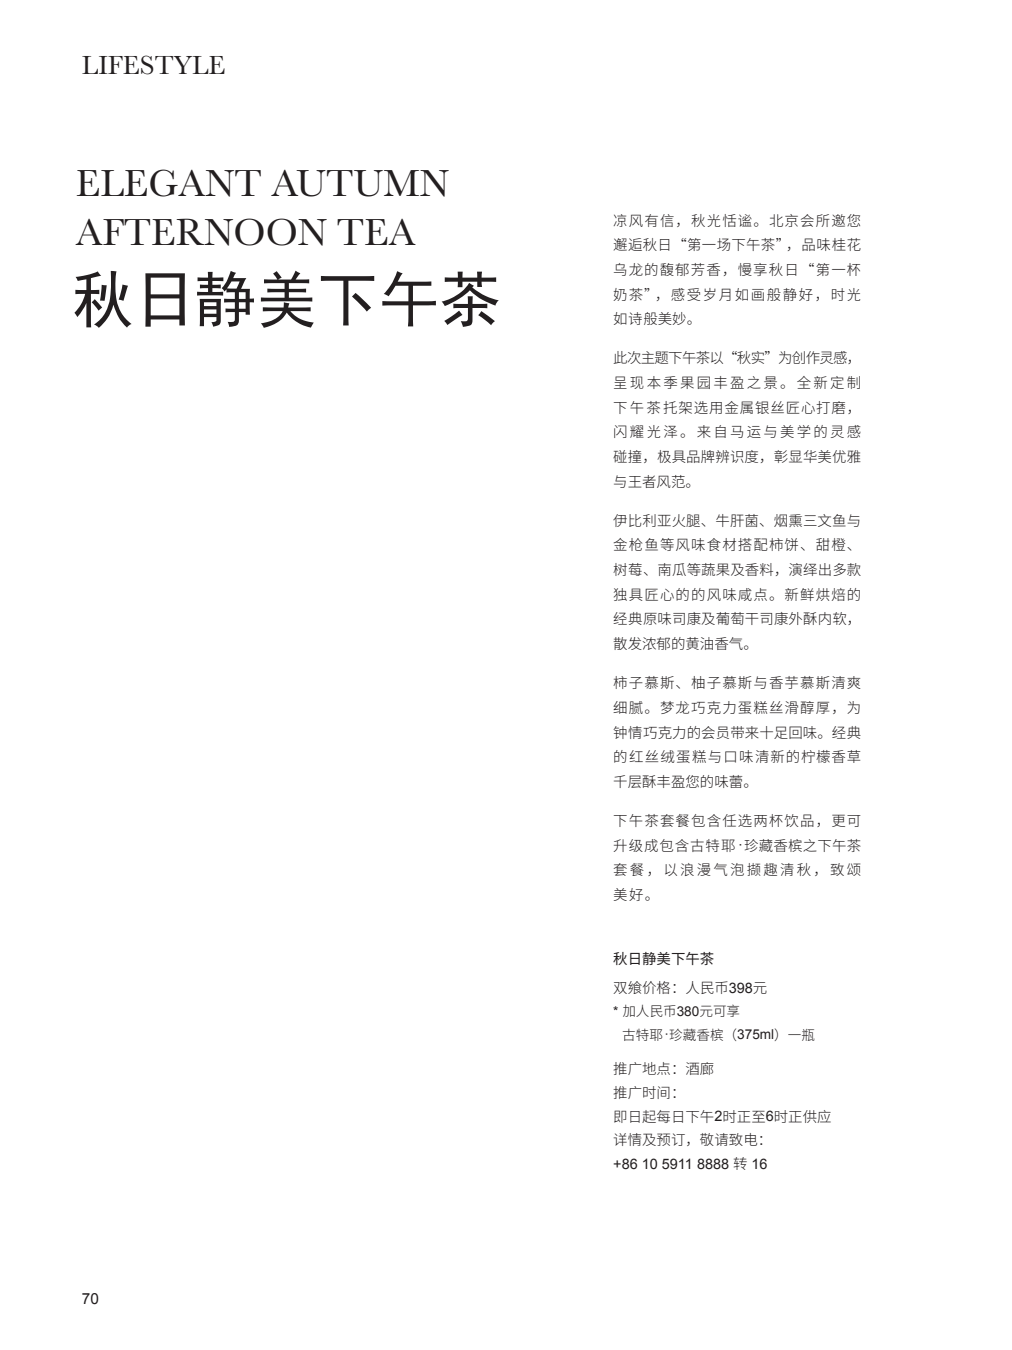 LIFESTYLE
ELEGANT AUTUMN
AFTERNOON TEA
秋日静美下午茶
凉风有信，秋光恬谧。北京会所邀您
邂逅秋日“第一场下午茶”，品味桂花
乌龙的馥郁芳香，慢享秋日“第一杯
奶茶”，感受岁月如画般静好，时光
如诗般美妙。
此次主题下午茶以“秋实”为创作灵感，
呈现本季果园丰盈之景。全新定制
下午茶托架选用金属银丝匠心打磨，
闪耀光泽。来自马运与美学的灵感
碰撞，极具品牌辨识度，彰显华美优雅
与王者风范。
伊比利亚火腿、牛肝菌、烟熏三文鱼与
金枪鱼等风味食材搭配柿饼、甜橙、
树莓、南瓜等蔬果及香料，演绎出多款
独具匠心的的风味咸点。新鲜烘焙的
经典原味司康及葡萄干司康外酥内软，
散发浓郁的黄油香气。
柿子慕斯、柚子慕斯与香芋慕斯清爽
细腻。梦龙巧克力蛋糕丝滑醇厚，为
钟情巧克力的会员带来十足回味。经典
的红丝绒蛋糕与口味清新的柠檬香草
千层酥丰盈您的味蕾。
下午茶套餐包含任选两杯饮品，更可
升级成包含古特耶·珍藏香槟之下午茶
套餐，以浪漫气泡撷趣清秋，致颂
美好。
秋日静美下午茶
双飨价格：人民币398元
* 加人民币380元可享
古特耶·珍藏香槟（375ml）一瓶
推广地点：酒廊
推广时间：
即日起每日下午2时正至6时正供应
详情及预订，敬请致电：
+86 10 5911 8888 转 16
70